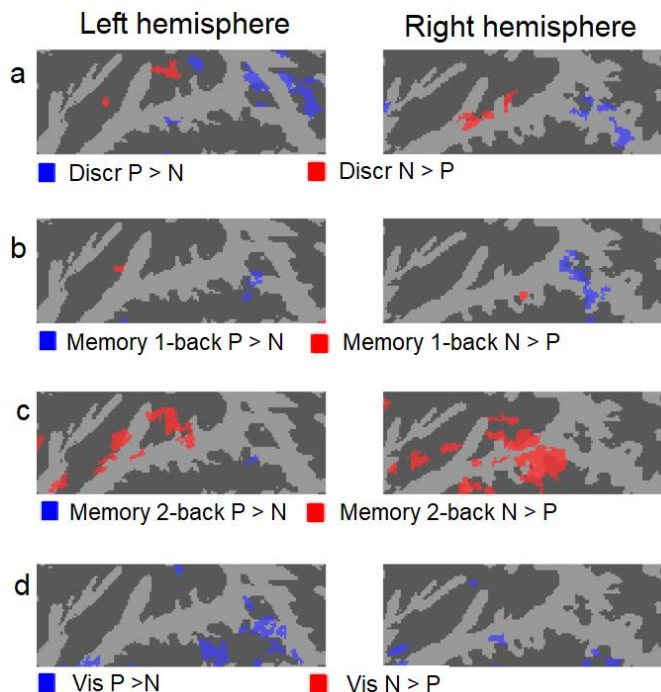 Left hemisphere Right hemisphere
a
Discr P > N Discr N > P
b
Memory 1-back P > N Memory 1-back N > P
c
Memory 2-back P > N Memory 2-back N > P
d
Vis P >N Vis N > P